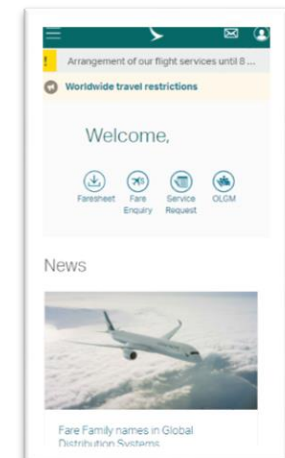 Arrangement of our flight services until 8 ...
Worldwide travel restrictions
Welcome,
Faresheet
Fare
Enquiry
Service
Request
OLGM
News
Fare Family names in Global
Distribution Systems